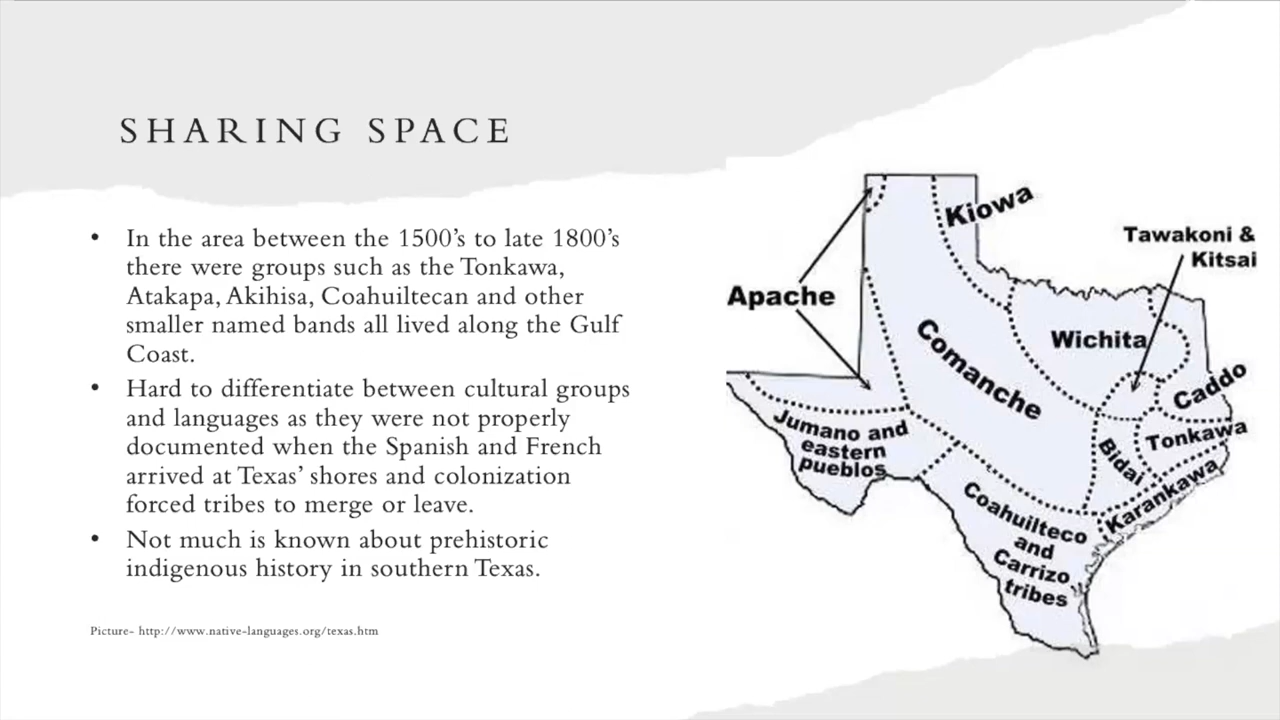 SHARING SPACE
• In the area between the 1500’s to late 1800’s
there were groups such as the Tonkawa,
Atakapa, Akihisa, Coahuiltecan and other
smaller named bands all lived along the Gulf
Coast.
• Hard to differentiate between cultural groups
and languages as they were not properly
documented when the Spanish and French
arrived at Texas’ shores and colonization
forced tribes to merge or leave.
• Not much is known about prehistoric
indigenous history in southern Texas.
Picture- http://www.native-languages.org/texas.htm
Kiowa
Tawakoni &
Kitsai
Apache
Wichita
Comanche
Caddo
Jumano and
eastern
pueblos
Tonkawa
Bidai
Karankawa
Coahuilteco
and
Carrizo
tribes